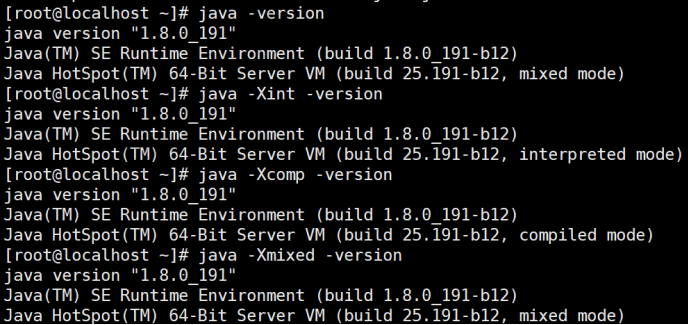 [root@localhost ~]# java -version
java version "1.8.0_191"
Java(TM) SE Runtime Environment (build 1.8.0_191-b12)
Java HotSpot(TM) 64-Bit Server VM (build 25.191-b12, mixed mode)
[root@localhost ~]# java -Xint -version
java version "1.8.0_191"
Java(TM) SE Runtime Environment (build 1.8.0_191-b12)
Java HotSpot(TM) 64-Bit Server VM (build 25.191-b12, interpreted mode)
[root@localhost ~]# java -Xcomp -version
java version "1.8.0_191"
Java(TM) SE Runtime Environment (build 1.8.0_191-b12)
Java HotSpot(TM) 64-Bit Server VM (build 25.191-b12, compiled mode)
[root@localhost ~]# java -Xmixed -version
java version "1.8.0_191"
Java(TM) SE Runtime Environment (build 1.8.0_191-b12)
Java HotSpot(TM) 64-Bit Server VM (build 25.191-b12, mixed mode)